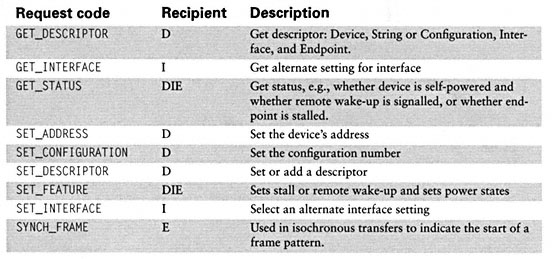 Request code Recipient Description
GET_DESCRIPTOR D Get descriptor: Device, String or Configuration, Inter-
face, and Endpoint.
GET_INTERFACE I Get alternate setting for interface
GET_STATUS DIE Get status, e.g., whether device is self-powered and
whether remote wake-up is signalled, or whether end-
point is stalled.
SET_ADDRESS D Set the device's address
SET_CONFIGURATION D Set the configuration number
SET_DESCRIPTOR D Set or add a descriptor
SET_FEATURE DIE Sets stall or remote wake-up and sets power states
SET_INTERFACE I Select an alternate interface setting
SYNCH_FRAME E Used in isochronous transfers to indicate the start of a
frame pattern.